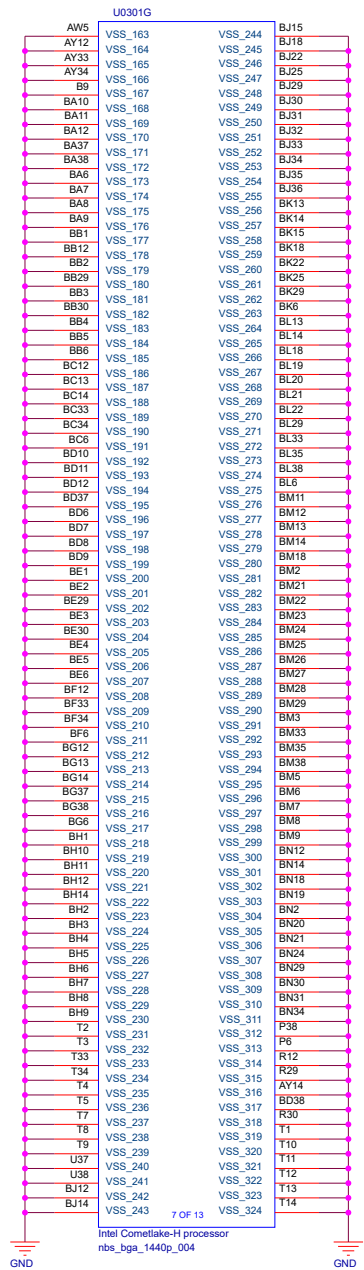 U0301G
AW5 VSS_163 VSS_244 BJ15
AY12 VSS_164 VSS_245 BJ18
AY33 VSS_165 VSS_246 BJ22
AY34 VSS_166 VSS_247 BJ25
B9 VSS_167 VSS_248 BJ29
BA10 VSS_168 VSS_249 BJ30
BA11 VSS_169 VSS_250 BJ31
BA12 VSS_170 VSS_251 BJ32
BA37 VSS_171 VSS_252 BJ33
BA38 VSS_172 VSS_253 BJ34
BA6 VSS_173 VSS_254 BJ35
BA7 VSS_174 VSS_255 BJ36
BA8 VSS_175 VSS_256 BK13
BA9 VSS_176 VSS_257 BK14
BB1 VSS_177 VSS_258 BK15
BB12 VSS_178 VSS_259 BK18
BB2 VSS_179 VSS_260 BK22
BB29 VSS_180 VSS_261 BK25
BB3 VSS_181 VSS_262 BK29
BB30 VSS_182 VSS_263 BK6
BB4 VSS_183 VSS_264 BL13
BB5 VSS_184 VSS_265 BL14
BB6 VSS_185 VSS_266 BL18
BC12 VSS_186 VSS_267 BL19
BC13 VSS_187 VSS_268 BL20
BC14 VSS_188 VSS_269 BL21
BC33 VSS_189 VSS_270 BL22
BC34 VSS_190 VSS_271 BL29
BC6 VSS_191 VSS_272 BL33
BD10 VSS_192 VSS_273 BL35
BD11 VSS_193 VSS_274 BL38
BD12 VSS_194 VSS_275 BL6
BD37 VSS_195 VSS_276 BM11
BD6 VSS_196 VSS_277 BM12
BD7 VSS_197 VSS_278 BM13
BD8 VSS_198 VSS_279 BM14
BD9 VSS_199 VSS_280 BM18
BE1 VSS_200 VSS_281 BM2
BE2 VSS_201 VSS_282 BM21
BE29 VSS_202 VSS_283 BM22
BE3 VSS_203 VSS_284 BM23
BE30 VSS_204 VSS_285 BM24
BE4 VSS_205 VSS_286 BM25
BE5 VSS_206 VSS_287 BM26
BE6 VSS_207 VSS_288 BM27
BF12 VSS_208 VSS_289 BM28
BF33 VSS_209 VSS_290 BM29
BF34 VSS_210 VSS_291 BM3
BF6 VSS_211 VSS_292 BM33
BG12 VSS_212 VSS_293 BM35
BG13 VSS_213 VSS_294 BM38
BG14 VSS_214 VSS_295 BM5
BG37 VSS_215 VSS_296 BM6
BG38 VSS_216 VSS_297 BM7
BG6 VSS_217 VSS_298 BM8
BH1 VSS_218 VSS_299 BM9
BH10 VSS_219 VSS_300 BN12
BH11 VSS_220 VSS_301 BN14
BH12 VSS_221 VSS_302 BN18
BH14 VSS_222 VSS_303 BN19
BH2 VSS_223 VSS_304 BN2
BH3 VSS_224 VSS_305 BN20
BH4 VSS_225 VSS_306 BN21
BH5 VSS_226 VSS_307 BN24
BH6 VSS_227 VSS_308 BN29
BH7 VSS_228 VSS_309 BN30
BH8 VSS_229 VSS_310 BN31
BH9 VSS_230 VSS_311 BN34
T2 VSS_231 VSS_312 P38
T3 VSS_232 VSS_313 P6
T33 VSS_233 VSS_314 R12
T34 VSS_234 VSS_315 R29
T4 VSS_235 VSS_316 AY14
T5 VSS_236 VSS_317 BD38
T7 VSS_237 VSS_318 R30
T8 VSS_238 VSS_319 T1
T9 VSS_239 VSS_320 T10
U37 VSS_240 VSS_321 T11
U38 VSS_241 VSS_322 T12
BJ12 VSS_242 VSS_323 T13
BJ14 VSS_243 VSS_324 T14
7 OF 13
Intel Cometlake-H processor
nbs_bga_1440p_004
GND GND